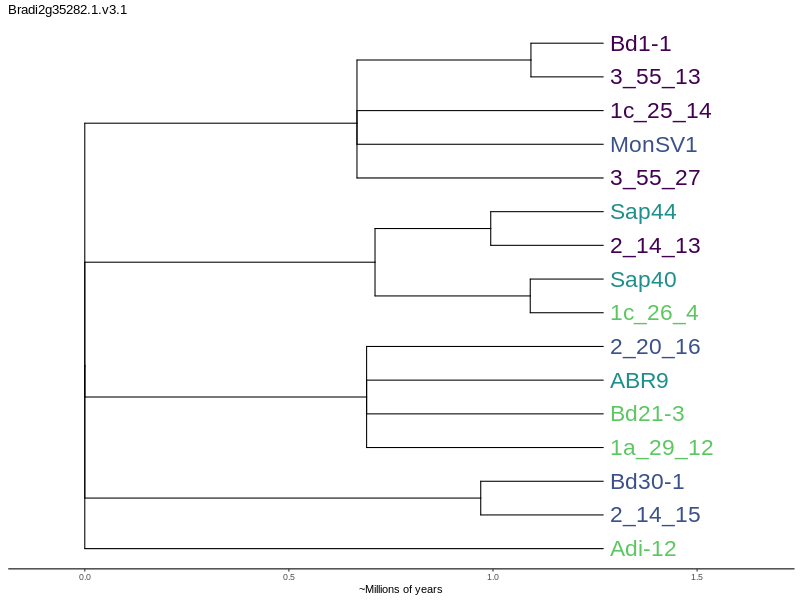 Bradi2g35282.1.v3.1
Bd1-1
3_55_13
1c_25_14
MonSV1
3_55_27
Sap44
2_14_13
Sap40
1c_26_4
2_20_16
ABR9
Bd21-3
1a_29_12
Bd30-1
2_14_15
Adi-12
0.0 0.5 1.0 1.5
~Millions of years